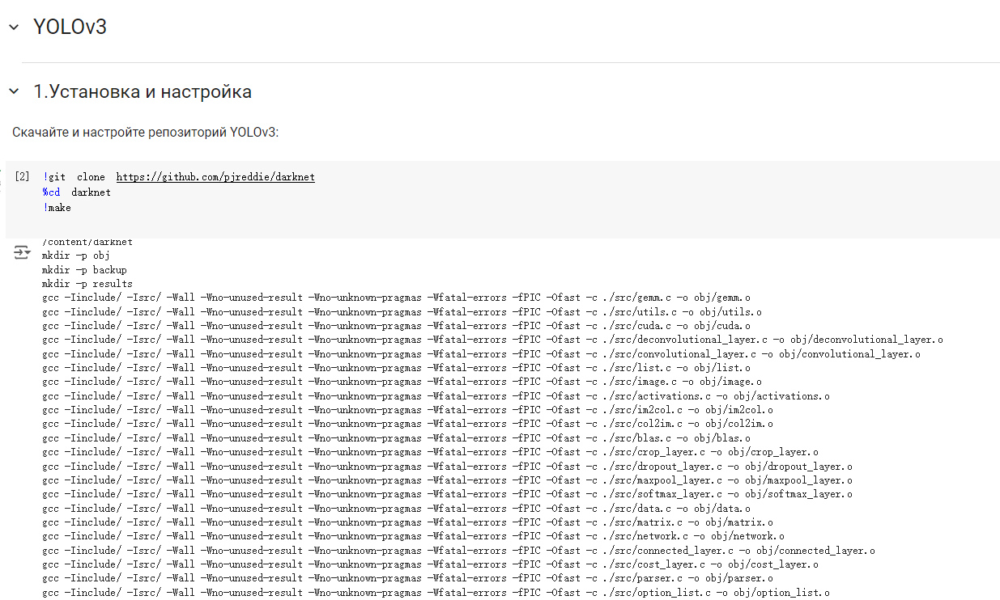 YOLOv3
1.Установка и настройка
Скачайте и настройте репозиторий YOLOv3:
[2] !git clone https://github.com/pjreddie/darknet
%cd darknet
!make
/content/darknet
mkdir -p obj
mkdir -p backup
mkdir -p results
gcc -Iinclude/ -Isrc/ -Wall -Wno-unused-result -Wno-unknown-pragmas -Wfatal-errors -fPIC -Ofast -c ./src/gemm.c -o obj/gemm.o
gcc -Iinclude/ -Isrc/ -Wall -Wno-unused-result -Wno-unknown-pragmas -Wfatal-errors -fPIC -Ofast -c ./src/utils.c -o obj/utils.o
gcc -Iinclude/ -Isrc/ -Wall -Wno-unused-result -Wno-unknown-pragmas -Wfatal-errors -fPIC -Ofast -c ./src/cuda.c -o obj/cuda.o
gcc -Iinclude/ -Isrc/ -Wall -Wno-unused-result -Wno-unknown-pragmas -Wfatal-errors -fPIC -Ofast -c ./src/deconvolutional_layer.c -o obj/deconvolutional_layer.o
gcc -Iinclude/ -Isrc/ -Wall -Wno-unused-result -Wno-unknown-pragmas -Wfatal-errors -fPIC -Ofast -c ./src/convolutional_layer.c -o obj/convolutional_layer.o
gcc -Iinclude/ -Isrc/ -Wall -Wno-unused-result -Wno-unknown-pragmas -Wfatal-errors -fPIC -Ofast -c ./src/list.c -o obj/list.o
gcc -Iinclude/ -Isrc/ -Wall -Wno-unused-result -Wno-unknown-pragmas -Wfatal-errors -fPIC -Ofast -c ./src/image.c -o obj/image.o
gcc -Iinclude/ -Isrc/ -Wall -Wno-unused-result -Wno-unknown-pragmas -Wfatal-errors -fPIC -Ofast -c ./src/activations.c -o obj/activations.o
gcc -Iinclude/ -Isrc/ -Wall -Wno-unused-result -Wno-unknown-pragmas -Wfatal-errors -fPIC -Ofast -c ./src/im2col.c -o obj/im2col.o
gcc -Iinclude/ -Isrc/ -Wall -Wno-unused-result -Wno-unknown-pragmas -Wfatal-errors -fPIC -Ofast -c ./src/col2im.c -o obj/col2im.o
gcc -Iinclude/ -Isrc/ -Wall -Wno-unused-result -Wno-unknown-pragmas -Wfatal-errors -fPIC -Ofast -c ./src/blas.c -o obj/blas.o
gcc -Iinclude/ -Isrc/ -Wall -Wno-unused-result -Wno-unknown-pragmas -Wfatal-errors -fPIC -Ofast -c ./src/crop_layer.c -o obj/crop_layer.o
gcc -Iinclude/ -Isrc/ -Wall -Wno-unused-result -Wno-unknown-pragmas -Wfatal-errors -fPIC -Ofast -c ./src/dropout_layer.c -o obj/dropout_layer.o
gcc -Iinclude/ -Isrc/ -Wall -Wno-unused-result -Wno-unknown-pragmas -Wfatal-errors -fPIC -Ofast -c ./src/maxpool_layer.c -o obj/maxpool_layer.o
gcc -Iinclude/ -Isrc/ -Wall -Wno-unused-result -Wno-unknown-pragmas -Wfatal-errors -fPIC -Ofast -c ./src/softmax_layer.c -o obj/softmax_layer.o
gcc -Iinclude/ -Isrc/ -Wall -Wno-unused-result -Wno-unknown-pragmas -Wfatal-errors -fPIC -Ofast -c ./src/data.c -o obj/data.o
gcc -Iinclude/ -Isrc/ -Wall -Wno-unused-result -Wno-unknown-pragmas -Wfatal-errors -fPIC -Ofast -c ./src/matrix.c -o obj/matrix.o
gcc -Iinclude/ -Isrc/ -Wall -Wno-unused-result -Wno-unknown-pragmas -Wfatal-errors -fPIC -Ofast -c ./src/network.c -o obj/network.o
gcc -Iinclude/ -Isrc/ -Wall -Wno-unused-result -Wno-unknown-pragmas -Wfatal-errors -fPIC -Ofast -c ./src/connected_layer.c -o obj/connected_layer.o
gcc -Iinclude/ -Isrc/ -Wall -Wno-unused-result -Wno-unknown-pragmas -Wfatal-errors -fPIC -Ofast -c ./src/cost_layer.c -o obj/cost_layer.o
gcc -Iinclude/ -Isrc/ -Wall -Wno-unused-result -Wno-unknown-pragmas -Wfatal-errors -fPIC -Ofast -c ./src/parser.c -o obj/parser.o
gcc -Iinclude/ -Isrc/ -Wall -Wno-unused-result -Wno-unknown-pragmas -Wfatal-errors -fPIC -Ofast -c ./src/option_list.c -o obj/option_list.o